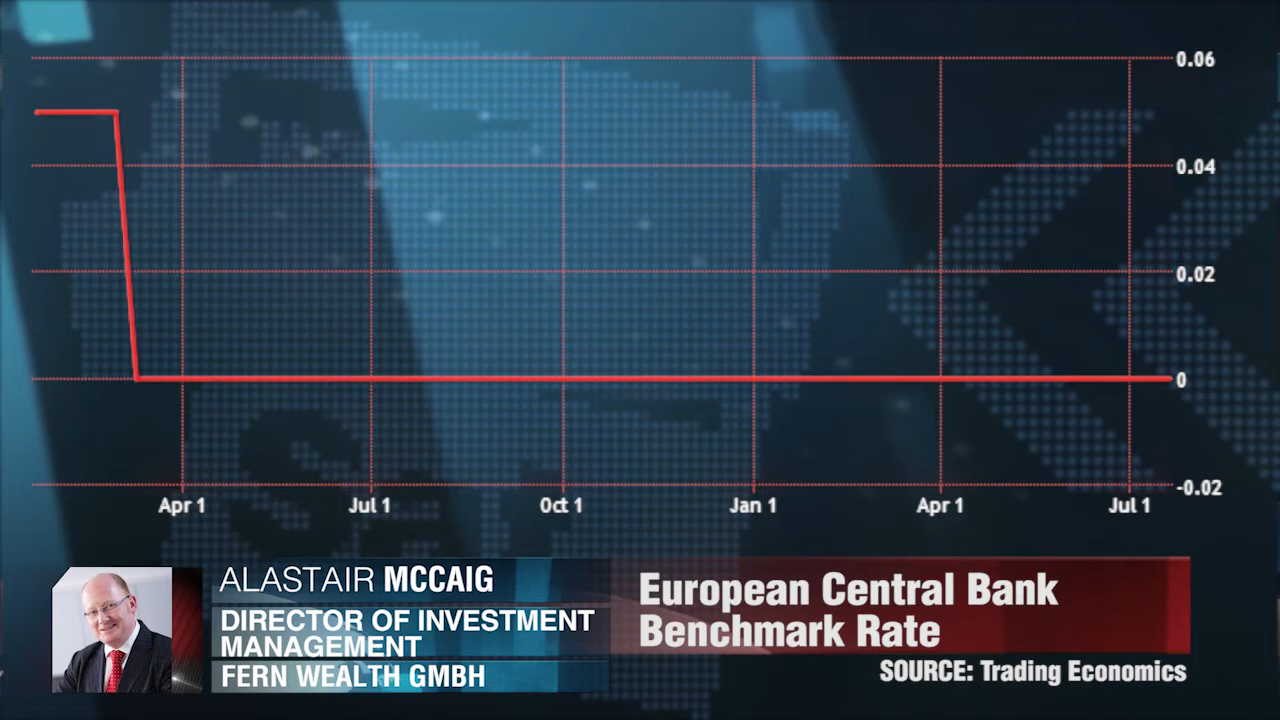 0.06
0.04
0.02
0
-0.02
Apr 1
Jul 1
Oct 1
Jan 1
Apr 1
Jul 1
ALASTAIR MCCAIG
DIRECTOR OF INVESTMENT
MANAGEMENT
FERN WEALTH GMBH
European Central Bank
Benchmark Rate
SOURCE: Trading Economics